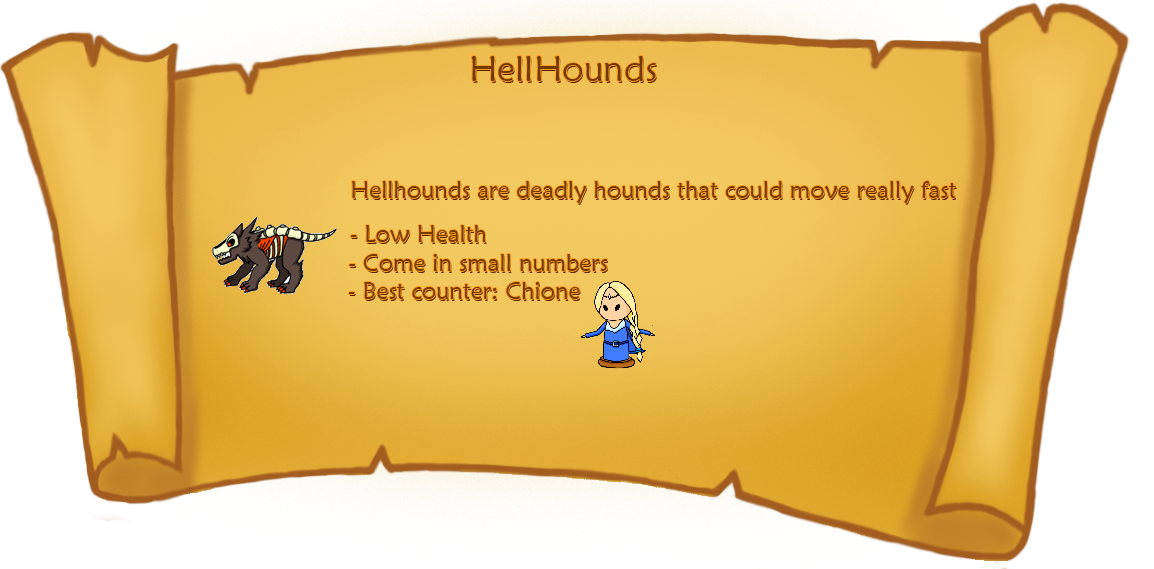 HellHounds
Hellhounds are deadly hounds that could move really fast
- Low Health
- Come in small numbers
- Best counter: Chione